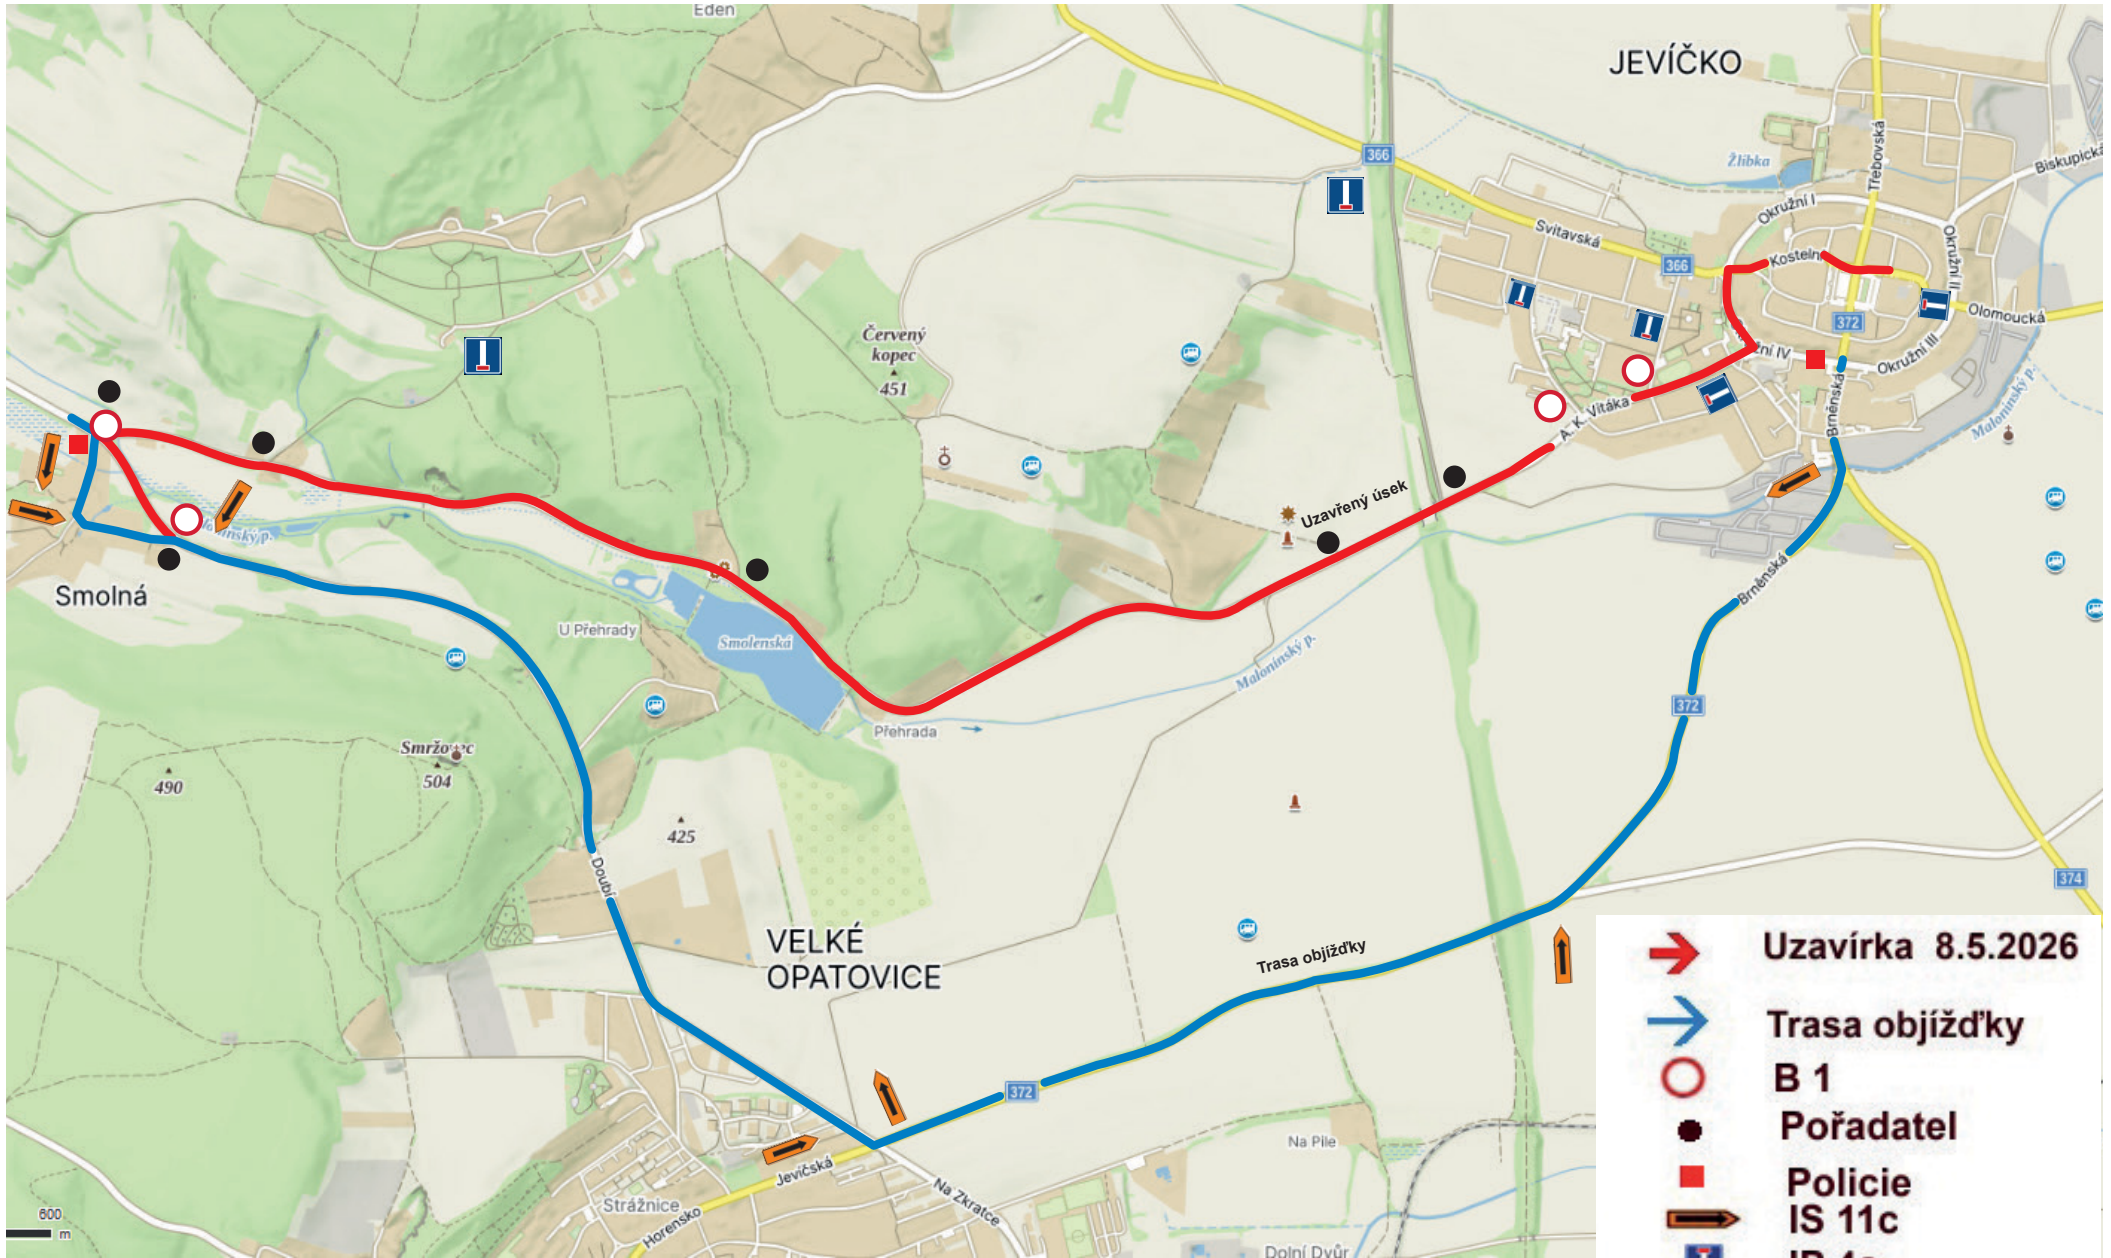 Eden
JEVÍČKO
366
Žlíbka
Třebovská
Biskupická
Okružní I
Svitavská
Okružní II
366
Kosteln
Olomoucká
372
Červený
kopec
451
žní IV
Okružní III
Brněnská
A. K. Vitáka
Malonínský p.
Uzavřený úsek
Smolná
U Přehrady
Smolenská
Brněnská
Malonínský p.
372
Přehrada
Smržovec
504
490
425
Doubí
374
VELKÉ
OPATOVICE
Trasa objížďky
372
Jevíčská
Na Zkratce
Strážnice
Horensko
Na Pile
Dolní Dvůr
600
m
Uzavírka 8.5.2026
Trasa objížďky
B 1
Pořadatel
Policie
IS 11c